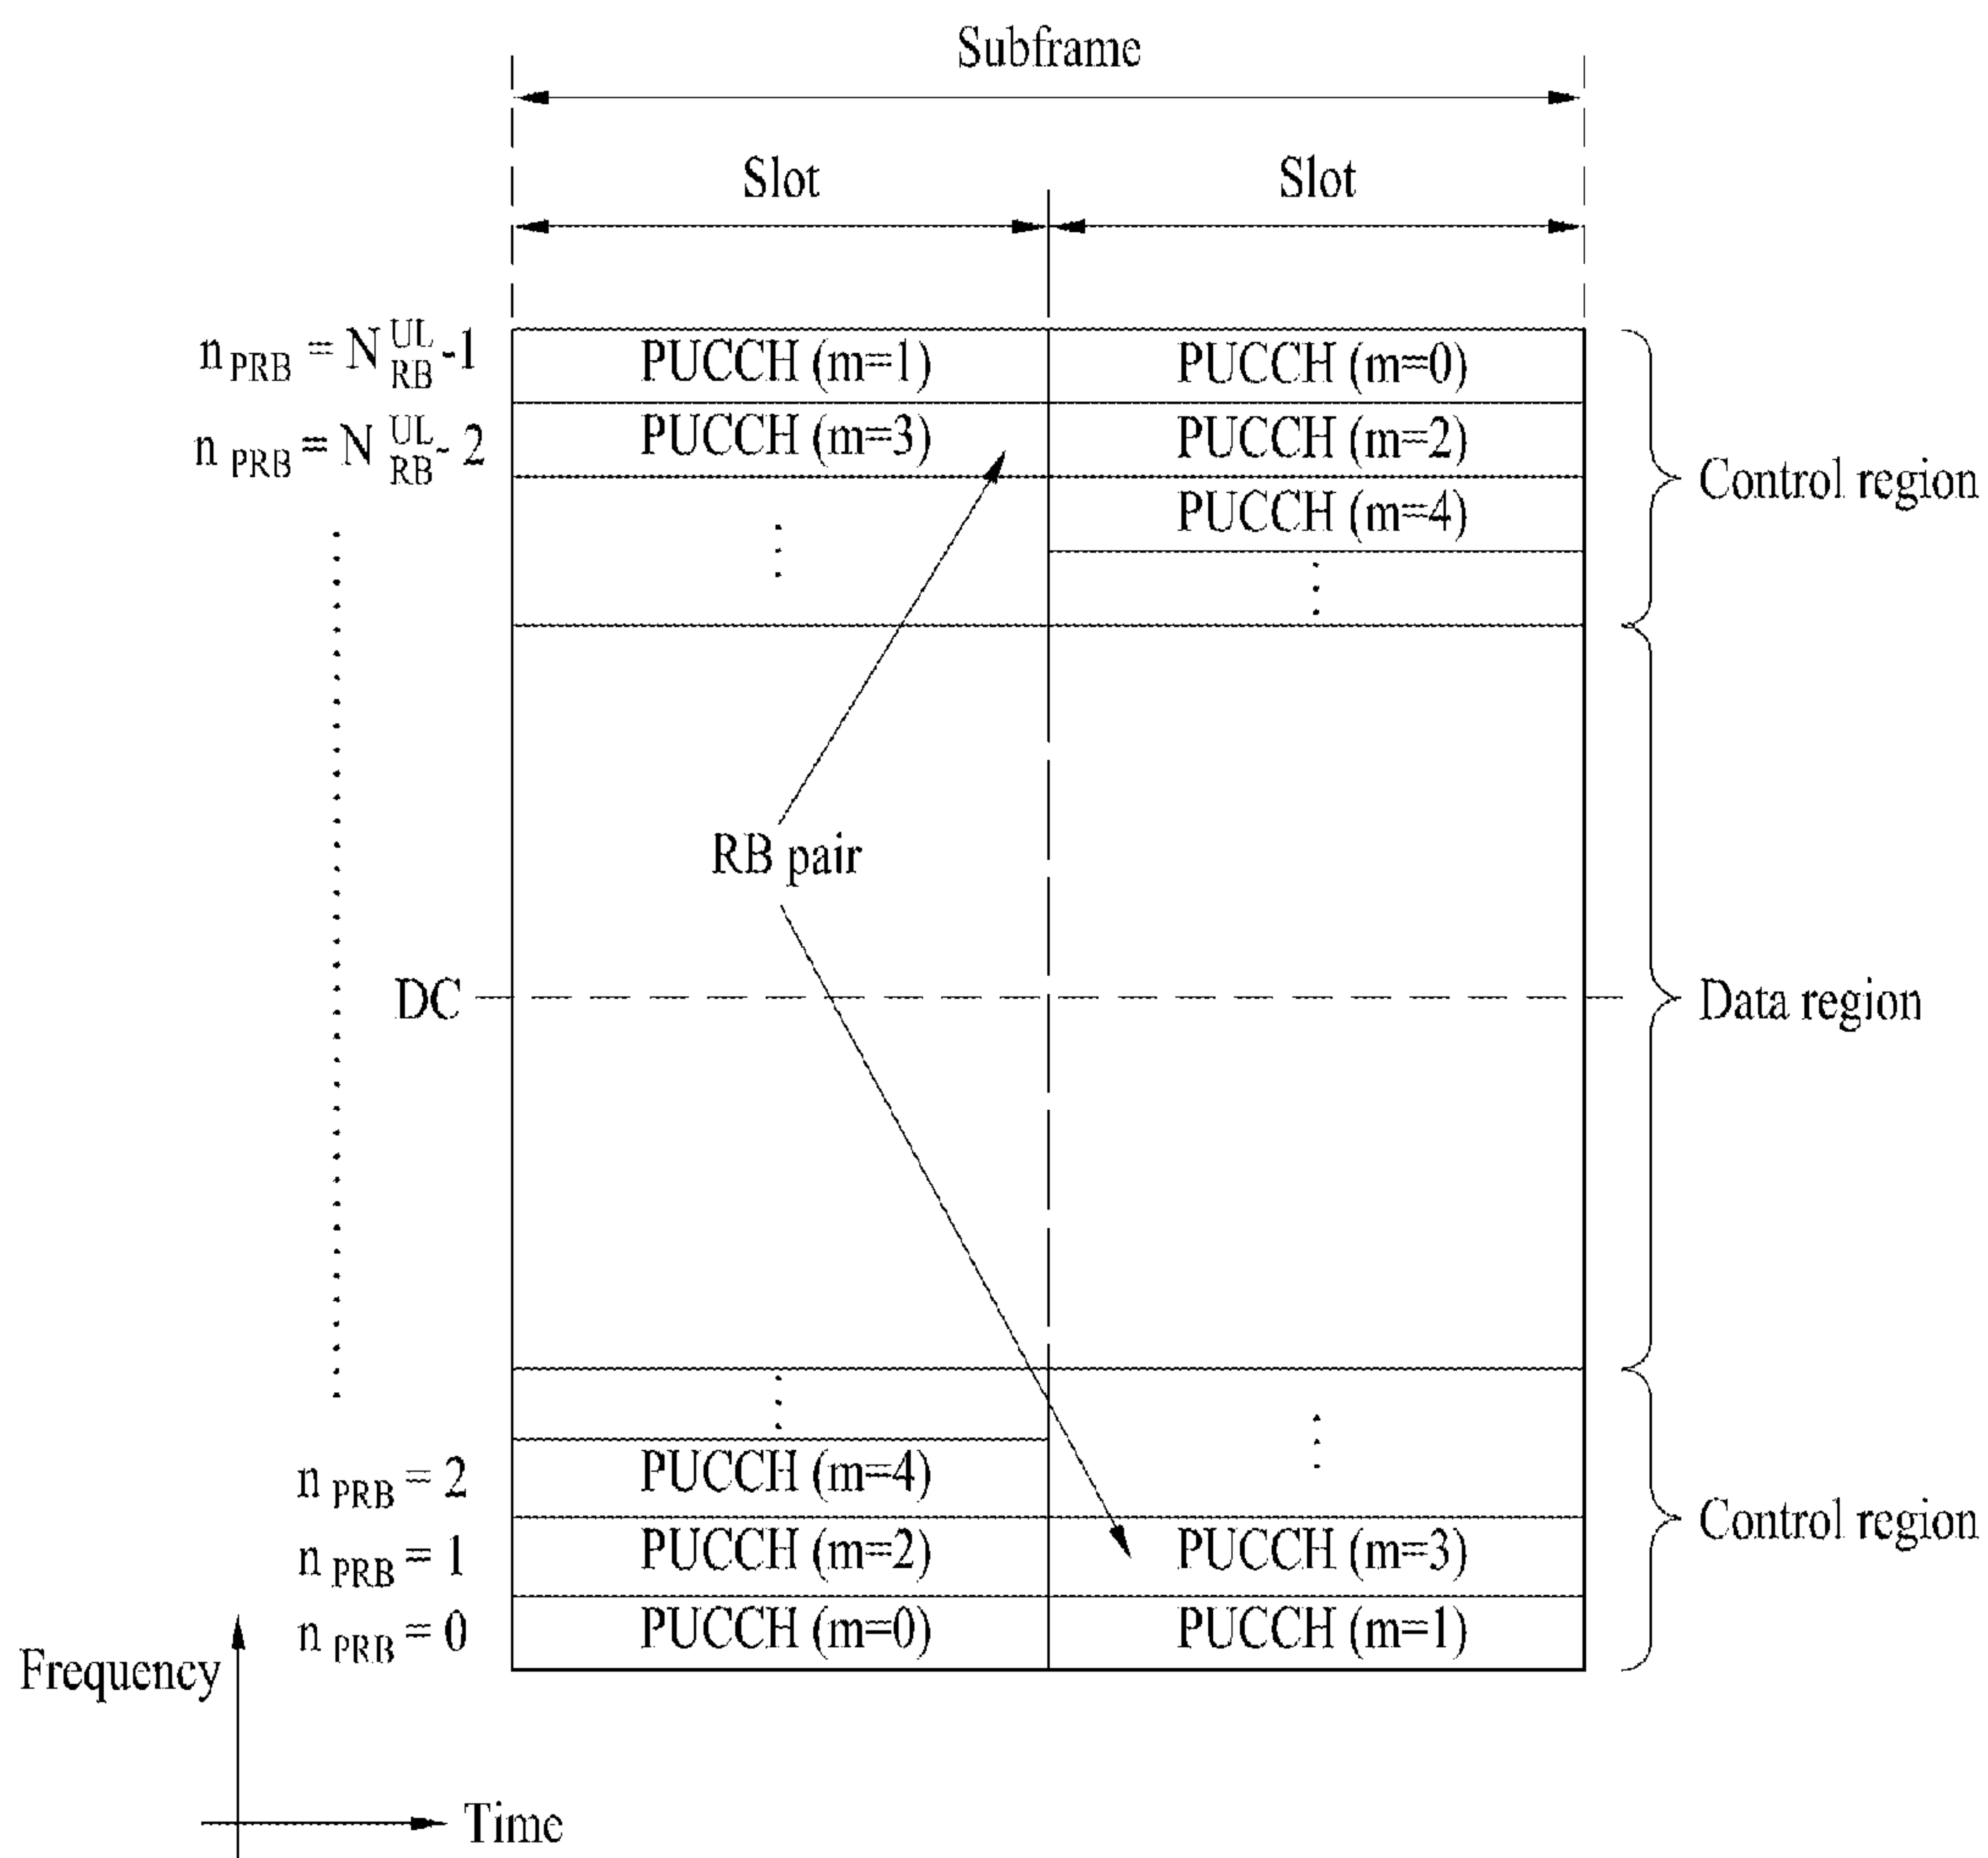 Subframe
Slot Slot
n PRB = N UL RB -1 PUCCH (m=1) PUCCH (m=0)
n PRB = N UL RB - 2 PUCCH (m=3) PUCCH (m=2)
PUCCH (m=4)
Control region
RB pair
DC
Data region
n PRB = 2 PUCCH (m=4)
Control region
n PRB = 1 PUCCH (m=2) PUCCH (m=3)
n PRB = 0 PUCCH (m=0) PUCCH (m=1)
Frequency
Time